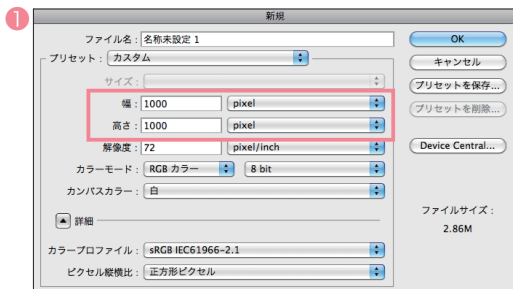 1
新規
ファイル名 : 名称未設定 1
OK
プリセット : カスタム
キャンセル
サイズ :
プリセットを保存...
幅 : 1000 pixel
プリセットを削除...
高さ : 1000 pixel
解像度 : 72 pixel/inch
Device Central...
カラーモード : RGB カラー 8 bit
カンバスカラー : 白
ファイルサイズ :
詳細
2.86M
カラープロファイル : sRGB IEC61966-2.1
ピクセル縦横比 : 正方形ピクセル